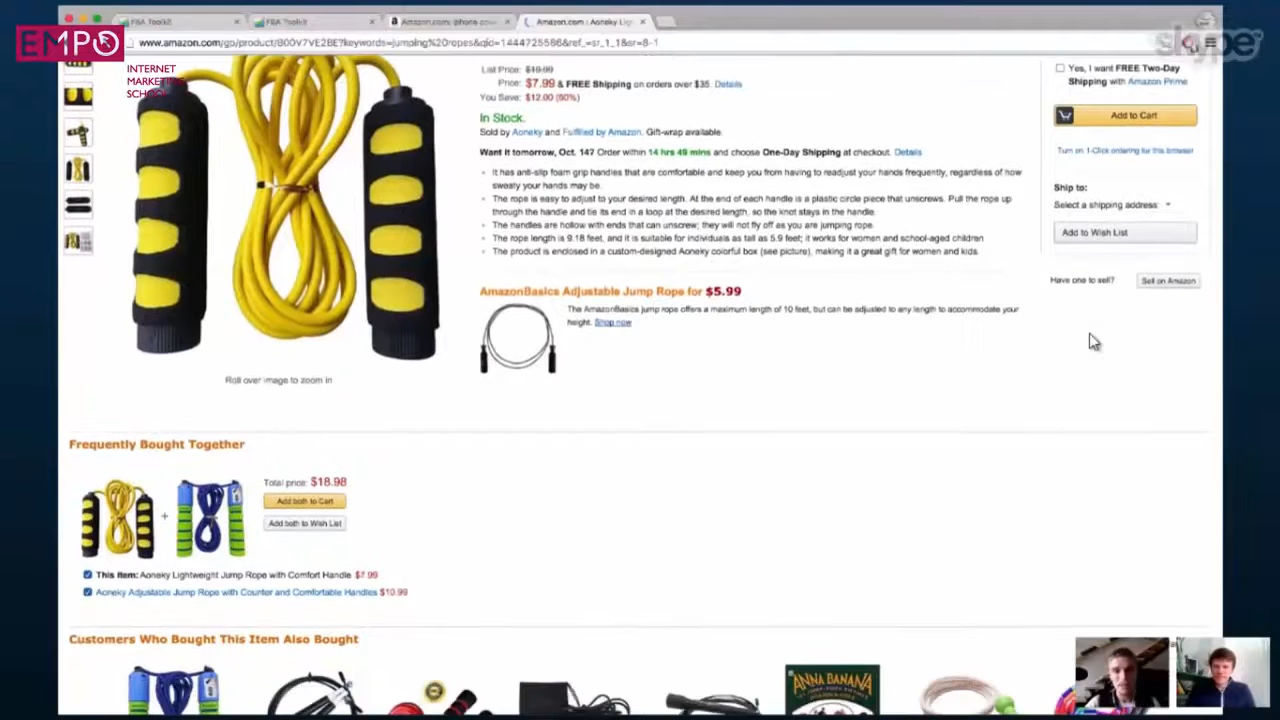 FBA Toolkit
FBA Toolkit
Amazon.com: iphone cove
Amazon.com : Aoneky Ligh
EMPO
www.amazon.com/gp/product/B00V7VE2BE?keywords=jumping%20ropes&qid=1444725586&ref_=sr_1_1&sr=8-1
skype
INTERNET
MARKETING
SCHOOL
List Price: $19.99
Price: $7.99 & FREE Shipping on orders over $35. Details
You Save: $12.00 (60%)
In Stock.
Sold by Aoneky and Fulfilled by Amazon. Gift-wrap available.
Want it tomorrow, Oct. 14? Order within 14 hrs 49 mins and choose One-Day Shipping at checkout. Details
It has anti-slip foam grip handles that are comfortable and keep you from having to readjust your hands frequently, regardless of how
sweaty your hands may be.
The rope is easy to adjust to your desired length. At the end of each handle is a plastic circle piece that unscrews. Pull the rope up
through the handle and tie its end in a loop at the desired length, so the knot stays in the handle.
The handles are hollow with ends that can unscrew; they will not fly off as you are jumping rope.
The rope length is 9.18 feet, and it is suitable for individuals as tall as 5.9 feet; it works for women and school-aged children
The product is enclosed in a custom-designed Aoneky colorful box (see picture), making it a great gift for women and kids.
AmazonBasics Adjustable Jump Rope for $5.99
The AmazonBasics jump rope offers a maximum length of 10 feet, but can be adjusted to any length to accommodate your
height. Shop now
Roll over image to zoom in
Yes, I want FREE Two-Day
Shipping with Amazon Prime
Add to Cart
Turn on 1-Click ordering for this browser
Ship to:
Select a shipping address
Add to Wish List
Have one to sell?
Sell on Amazon
Frequently Bought Together
Total price: $18.98
Add both to Cart
Add both to Wish List
+
This item: Aoneky Lightweight Jump Rope with Comfort Handle $7.99
Aoneky Adjustable Jump Rope with Counter and Comfortable Handles $10.99
Customers Who Bought This Item Also Bought
ANNA BANANA